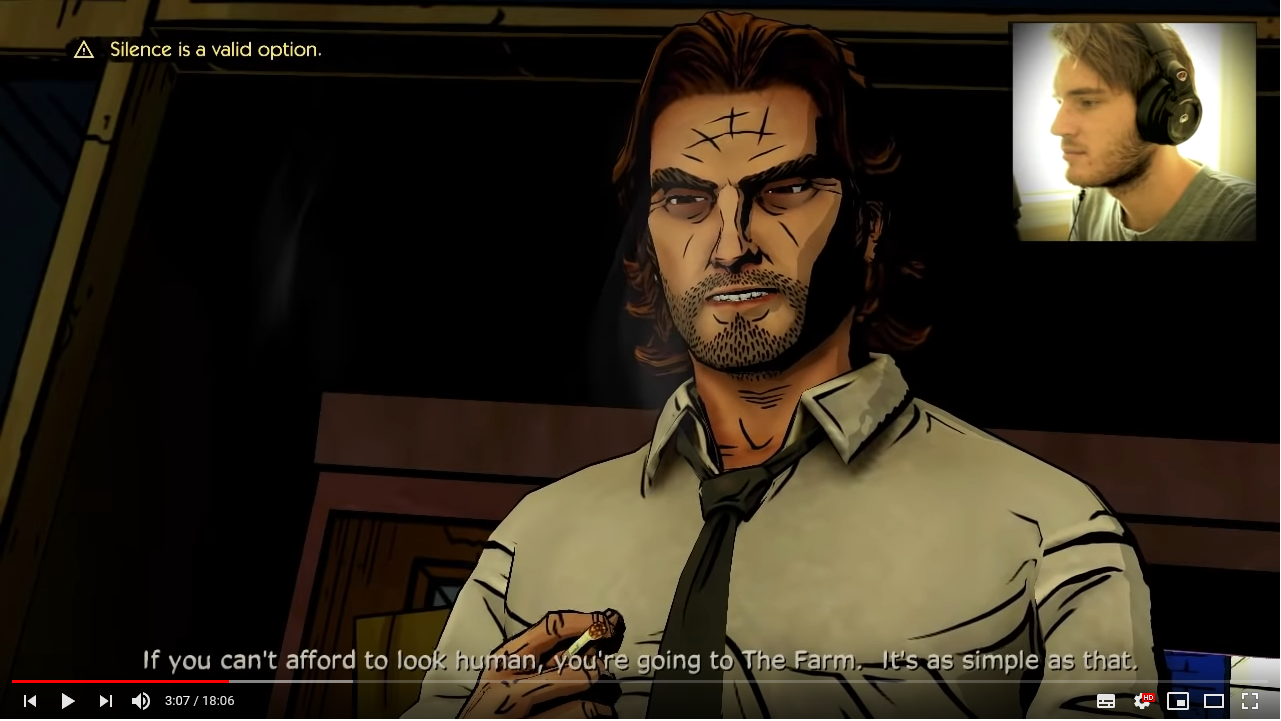 Silence is a valid option.
If you can't afford to look human, you're going to The Farm.  It's as simple as that.
3:07 / 18:06
HD